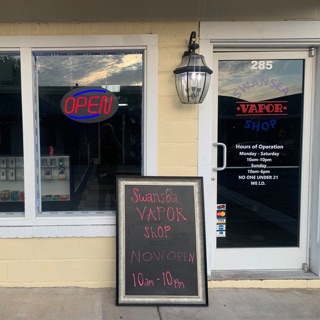 OPEN
285
SWANSEA
VAPOR
SHOP
Hours of Operation
Monday - Saturday
10am-10pm
Sunday
10am-6pm
NO ONE UNDER 21
WE I.D.
Swansea
VAPOR
SHOP
NOW OPEN
10am - 10pm